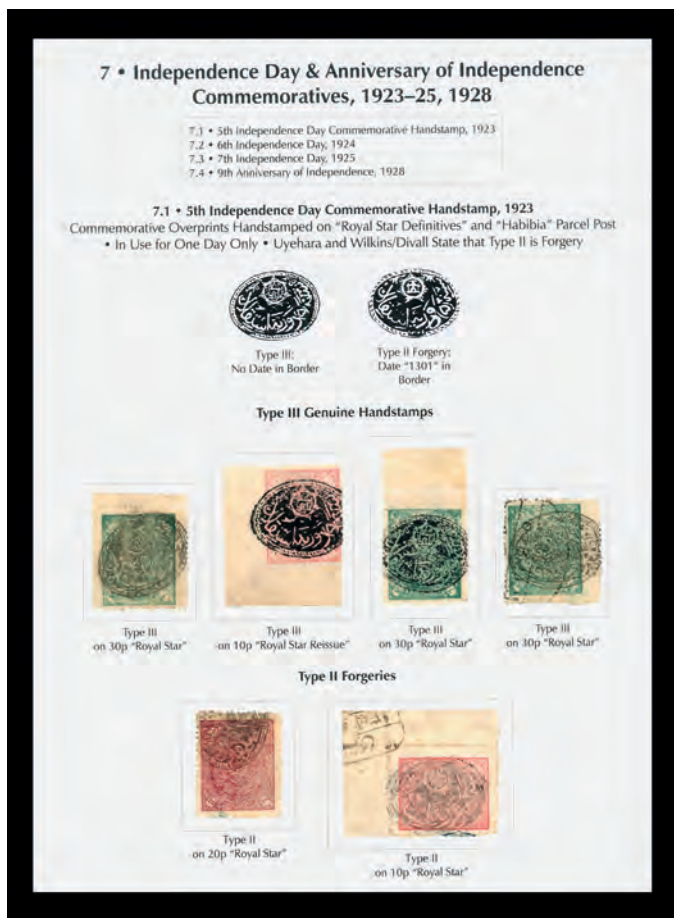 7 • Independence Day & Anniversary of Independence
Commemoratives, 1923–25, 1928
7.1 • 5th Independence Day Commemorative Handstamp, 1923
7.2 • 6th Independence Day, 1924
7.3 • 7th Independence Day, 1925
7.4 • 9th Anniversary of Independence, 1928
7.1 • 5th Independence Day Commemorative Handstamp, 1923
Commemorative Overprints Handstamped on "Royal Star Definitives" and "Habibia" Parcel Post
• In Use for One Day Only • Uyehara and Wilkins/Divall State that Type II is Forgery
Type III:
No Date in Border
Type II Forgery:
Date "1301" in
Border
Type III Genuine Handstamps
Type III
on 30p "Royal Star"
Type III
on 10p "Royal Star Reissue"
Type III
on 30p "Royal Star"
Type III
on 30p "Royal Star"
Type II Forgeries
Type II
on 20p "Royal Star"
Type II
on 10p "Royal Star"